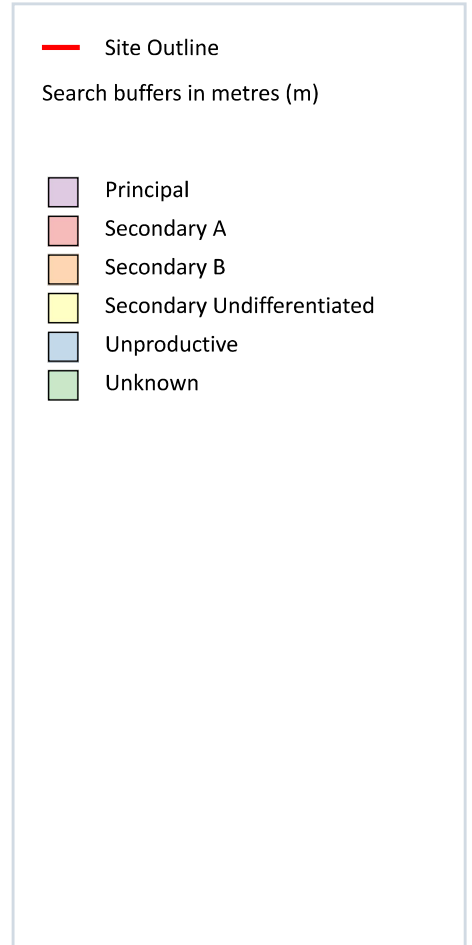 Site Outline
Search buffers in metres (m)
Principal
Secondary A
Secondary B
Secondary Undifferentiated
Unproductive
Unknown